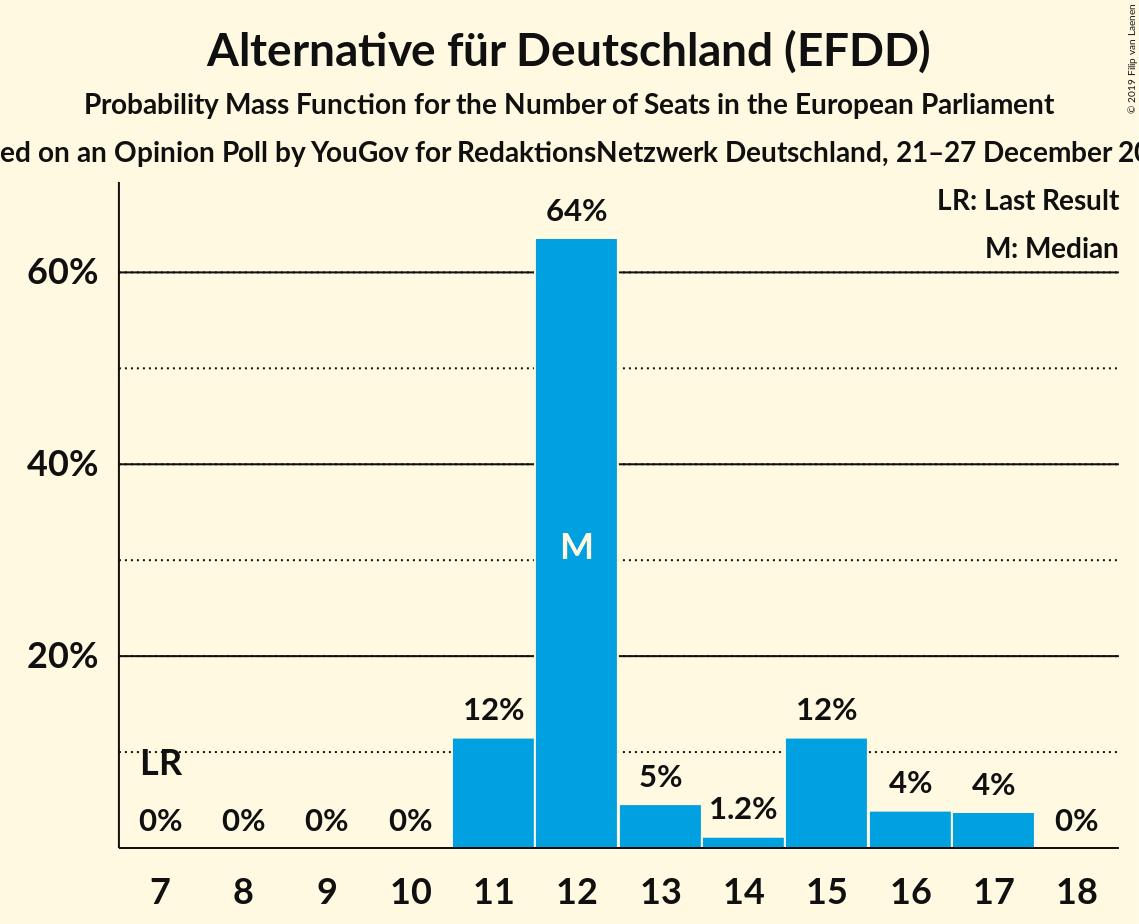 Alternative für Deutschland (EFDD)
Probability Mass Function for the Number of Seats in the European Parliament
on an Opinion Poll by YouGov for RedaktionsNetzwerk Deutschland, 21–27 December
© 2019 Filip van Laenen
LR: Last Result
M: Median
64%
60%
40%
M
20%
12%
12%
LR
5%
4%
4%
1.2%
0%
0%
0%
0%
0%
7 8 9 10 11 12 13 14 15 16 17 18